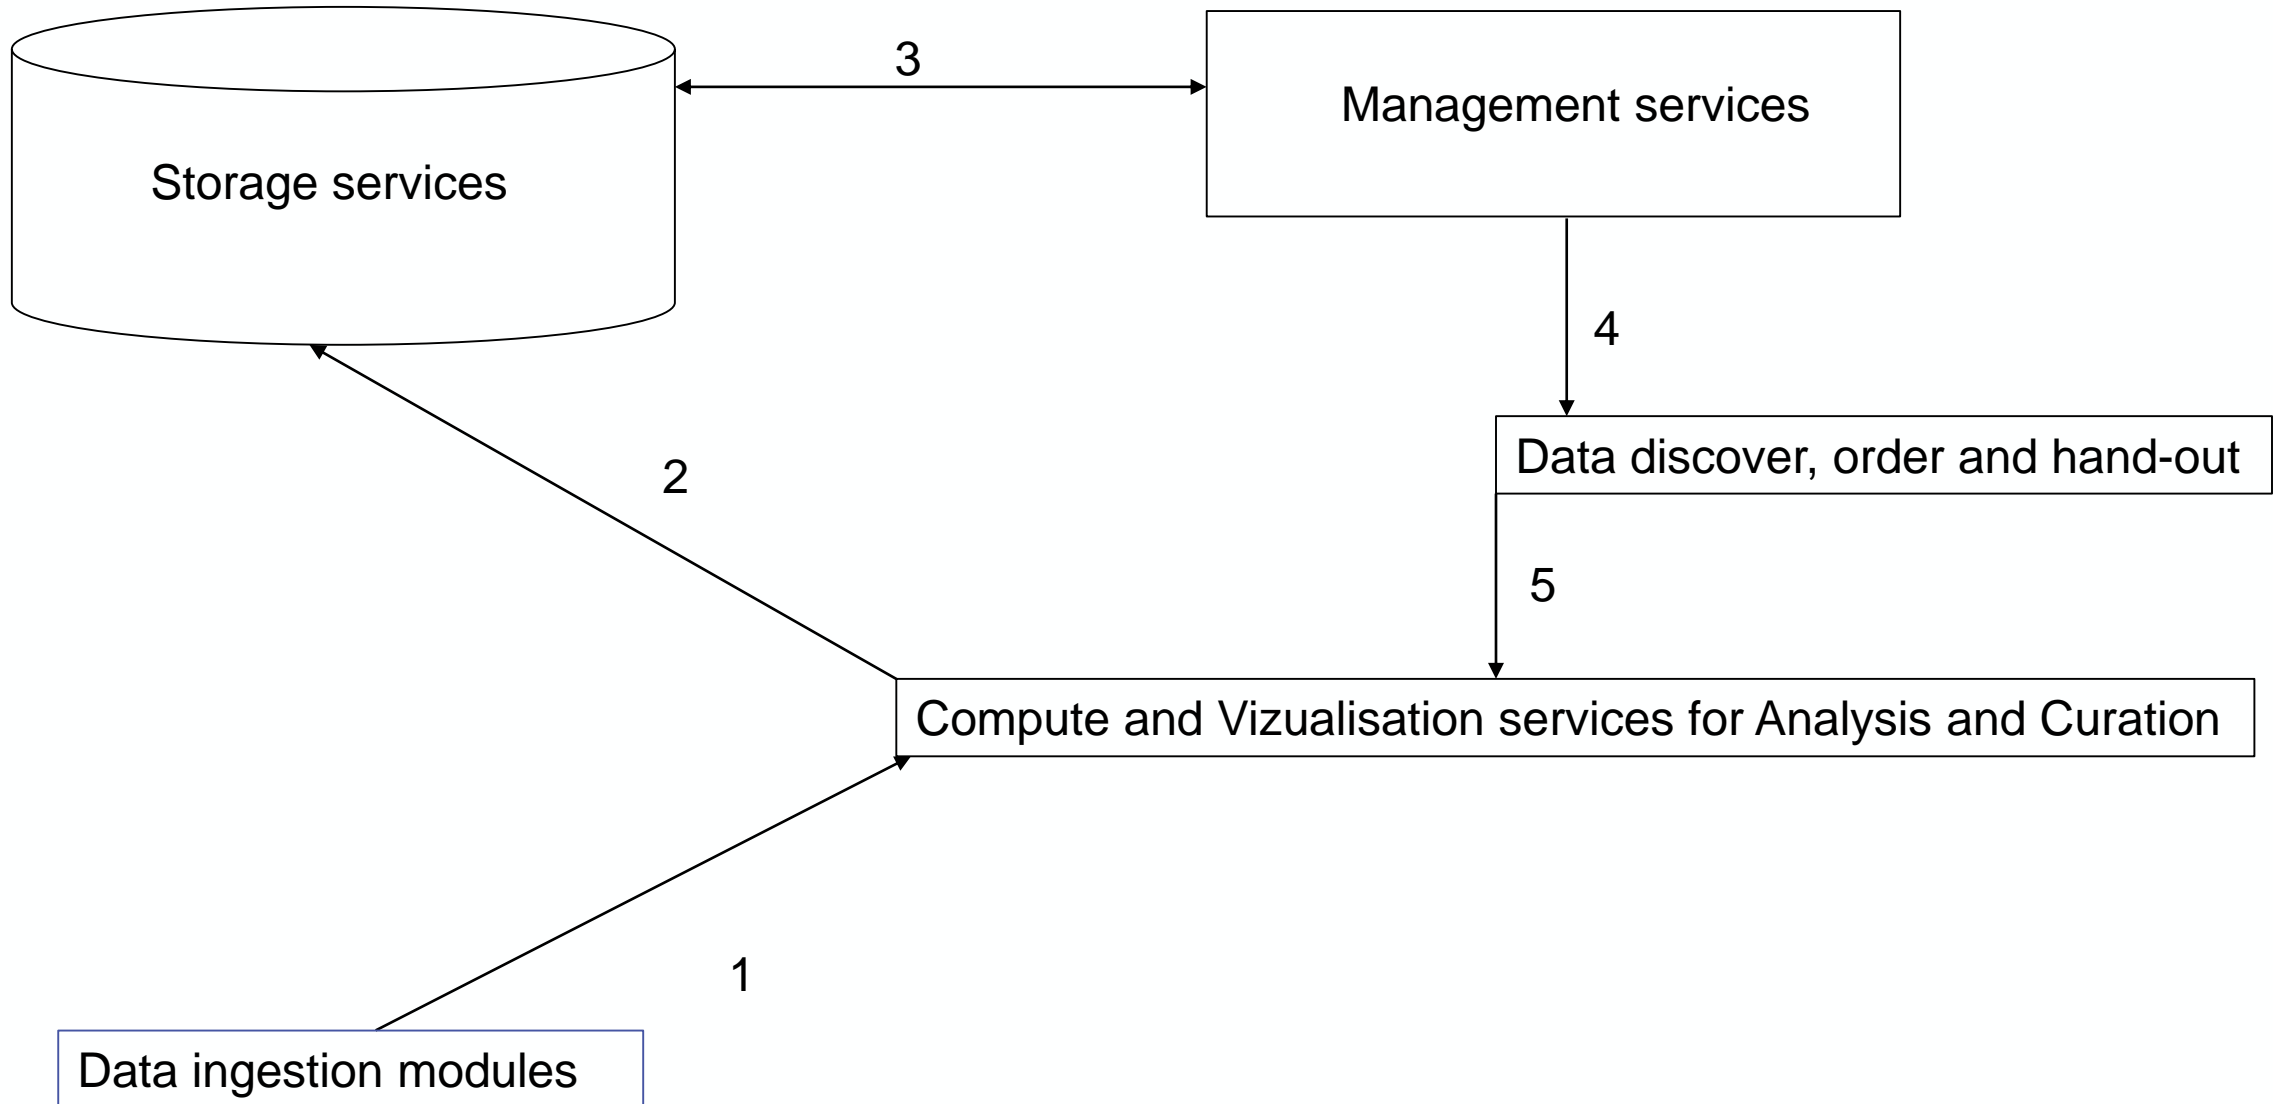 3
Management services
Storage services
4
Data discover, order and hand-out
2
5
Compute and Vizualisation services for Analysis and Curation
1
Data ingestion modules